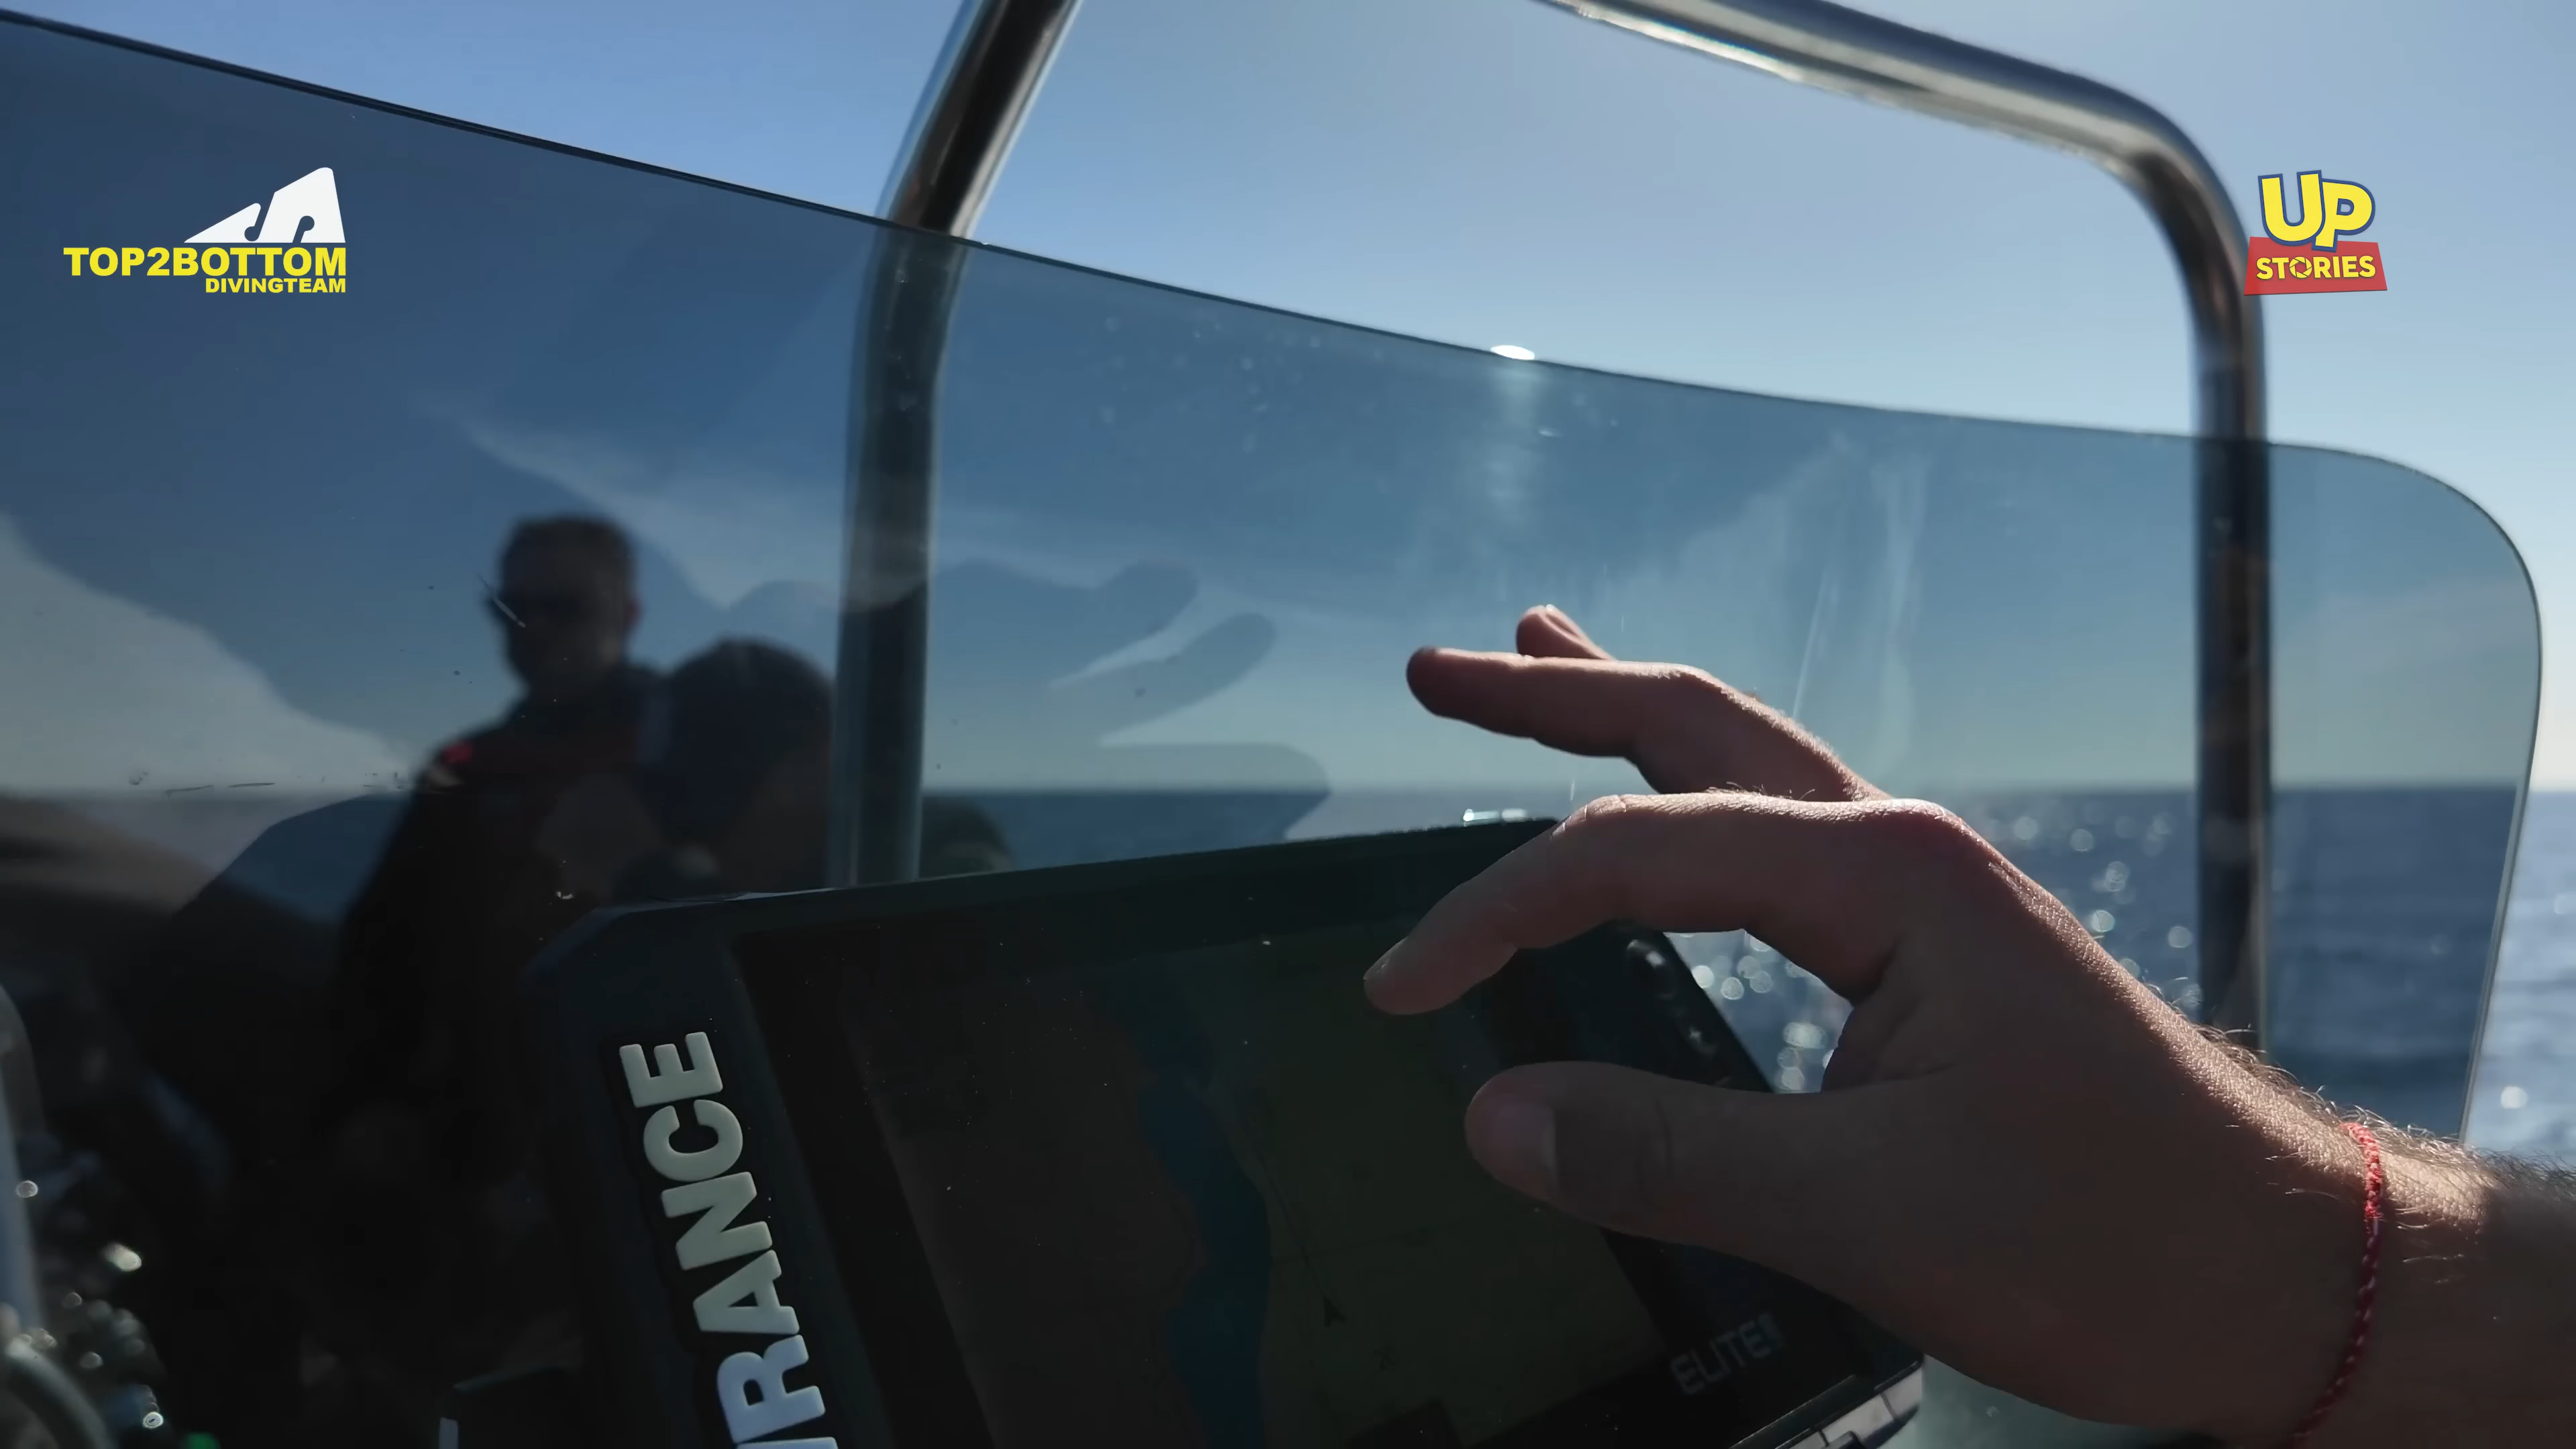 TOP2BOTTOM
DIVINGTEAM
UP
STORIES
RANCE
ELITE